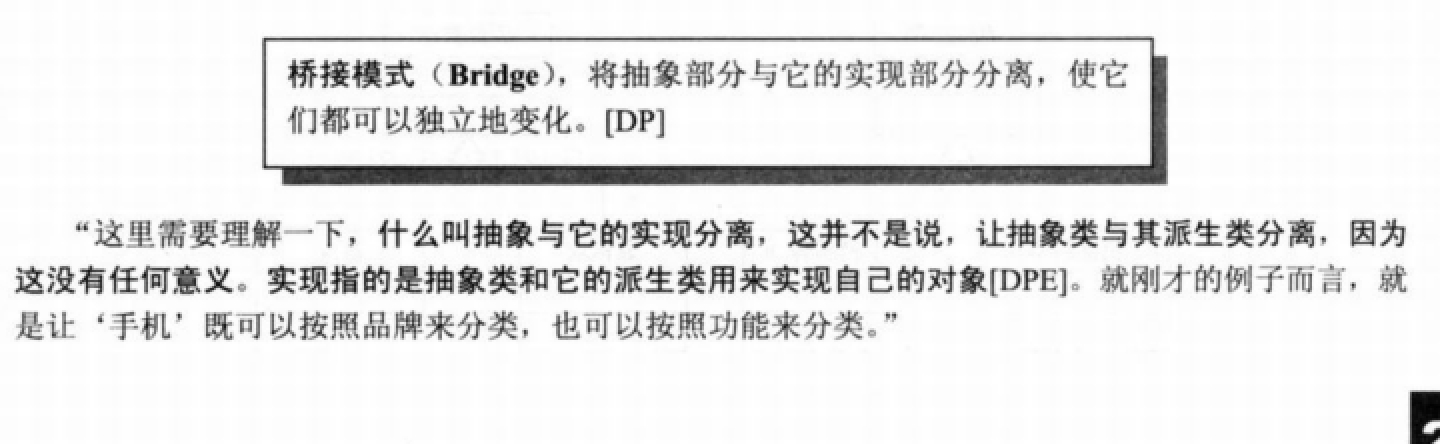 桥接模式（Bridge），将抽象部分与它的实现部分分离，使它
们都可以独立地变化。[DP]
“这里需要理解一下，什么叫抽象与它的实现分离，这并不是说，让抽象类与其派生类分离，因为
这没有任何意义。实现指的是抽象类和它的派生类用来实现自己的对象[DPE]。就刚才的例子而言，就
是让‘手机’既可以按照品牌来分类，也可以按照功能来分类。”